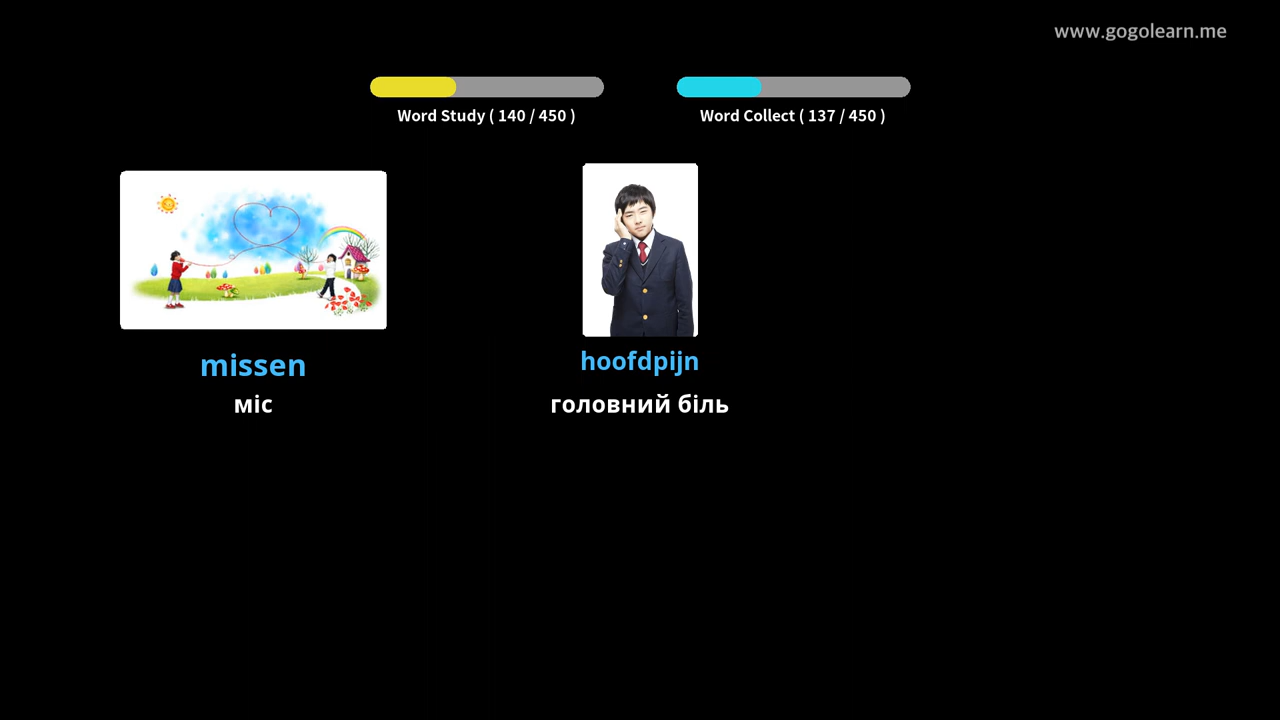 www.gogolearn.me
Word Study ( 140 / 450 )
Word Collect ( 137 / 450 )
missen
міс
hoofdpijn
головний біль